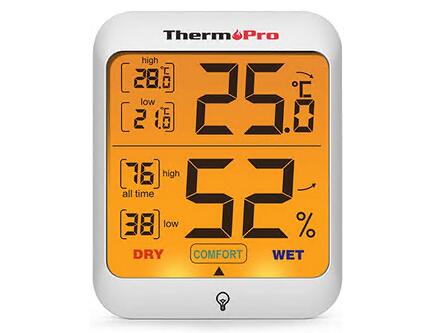 ThermoPro
high
28.0 °C
low
21.0 °C
25.0 °C
76 high
all time
38 low
52 %
DRY COMFORT WET